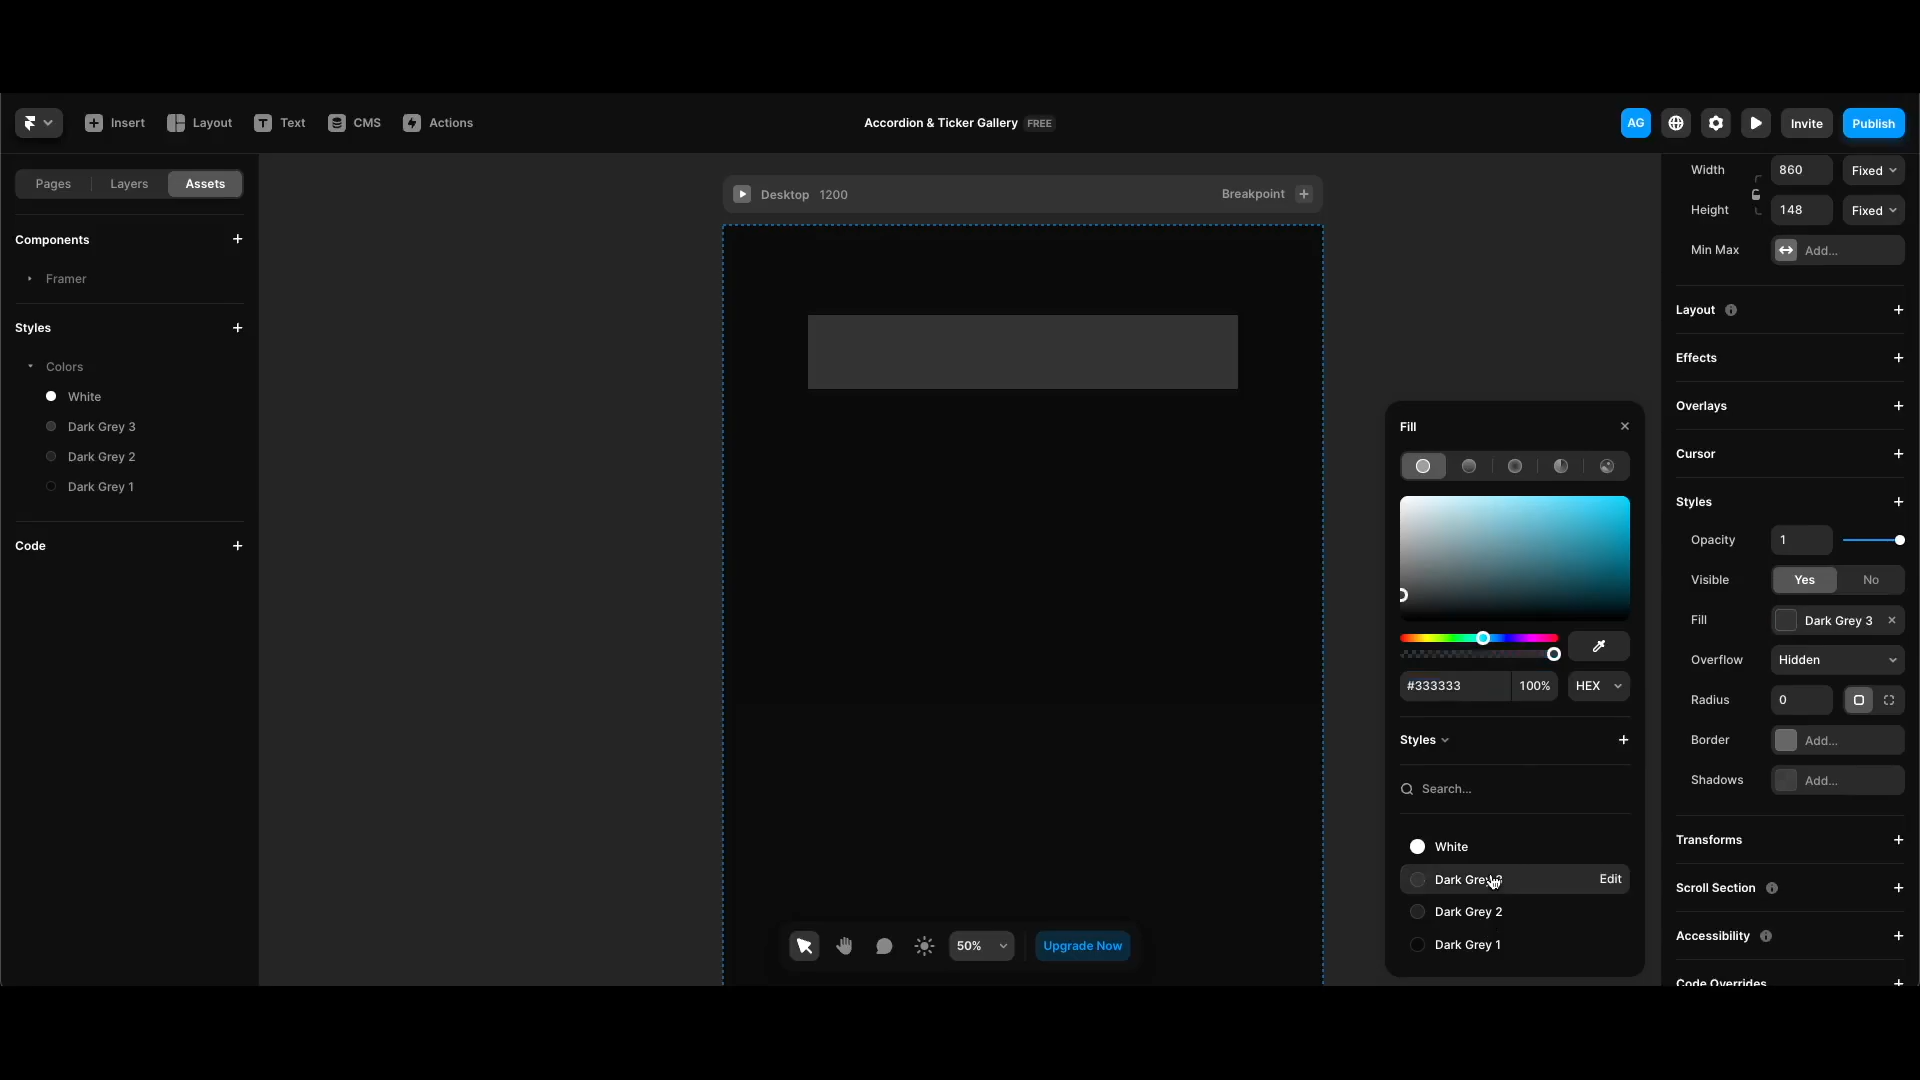 Insert Layout Text CMS Actions
Accordion & Ticker Gallery FREE
AG Invite Publish
Pages Layers Assets
Components
Framer
Styles
Colors
White
Dark Grey 3
Dark Grey 2
Dark Grey 1
Code
Desktop 1200 Breakpoint
50% Upgrade Now
Fill
#333333 100% HEX
Styles
Search...
White
Dark Grey Edit
Dark Grey 2
Dark Grey 1
Width 860 Fixed
Height 148 Fixed
Min Max Add...
Layout
Effects
Overlays
Cursor
Styles
Opacity 1
Visible Yes No
Fill Dark Grey 3
Overflow Hidden
Radius 0
Border Add...
Shadows Add...
Transforms
Scroll Section
Accessibility
Code Overrides